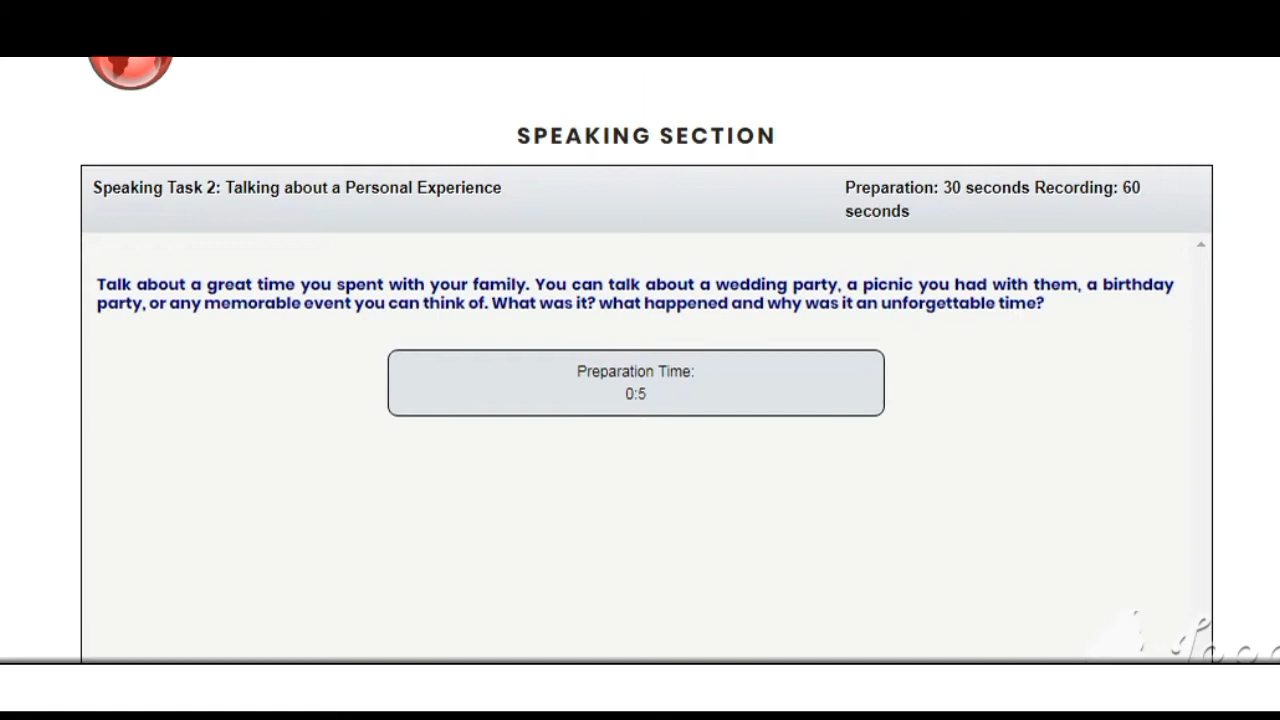 SPEAKING SECTION
Speaking Task 2: Talking about a Personal Experience
Preparation: 30 seconds Recording: 60
seconds
Talk about a great time you spent with your family. You can talk about a wedding party, a picnic you had with them, a birthday
party, or any memorable event you can think of. What was it? what happened and why was it an unforgettable time?
Preparation Time:
0:5